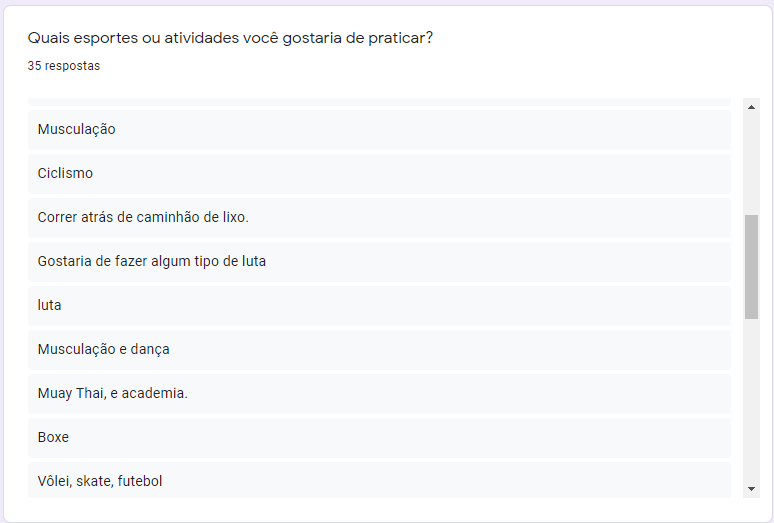 Quais esportes ou atividades você gostaria de praticar?
35 respostas
Musculação
Ciclismo
Correr atrás de caminhão de lixo.
Gostaria de fazer algum tipo de luta
luta
Musculação e dança
Muay Thai, e academia.
Boxe
Vôlei, skate, futebol